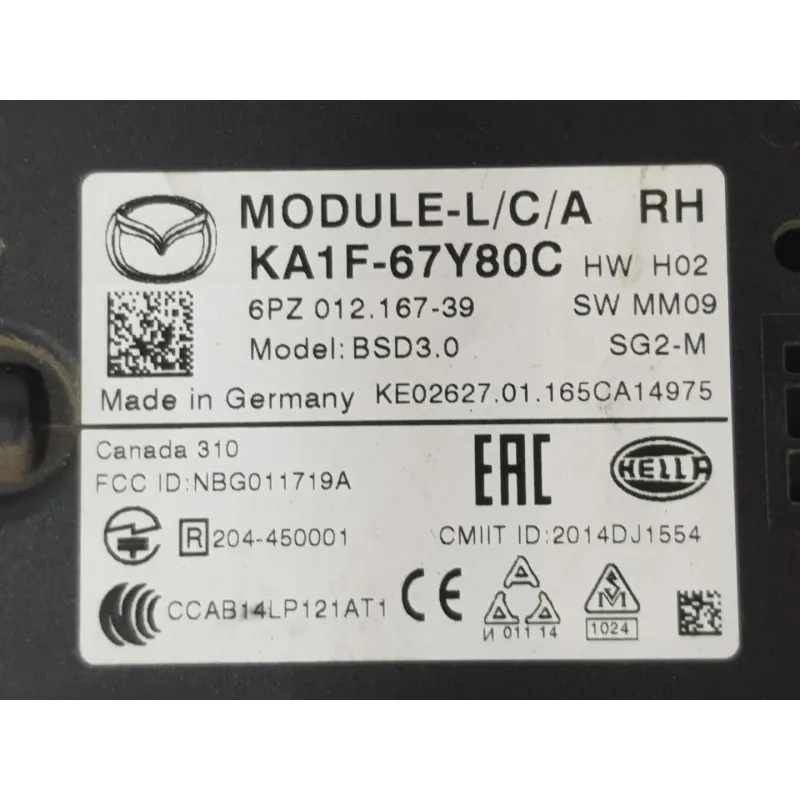 MODULE-L/C/A RH
KA1F-67Y80C HW H02
6PZ 012.167-39 SW MM09
Model:BSD3.0 SG2-M
Made in Germany KE02627.01.165CA14975
Canada 310
FCC ID:NBG011719A
EAC
HELLA
R 204-450001
CMIIT ID:2014DJ1554
CCAB14LP121AT1 CE
И 011 14
M
1024